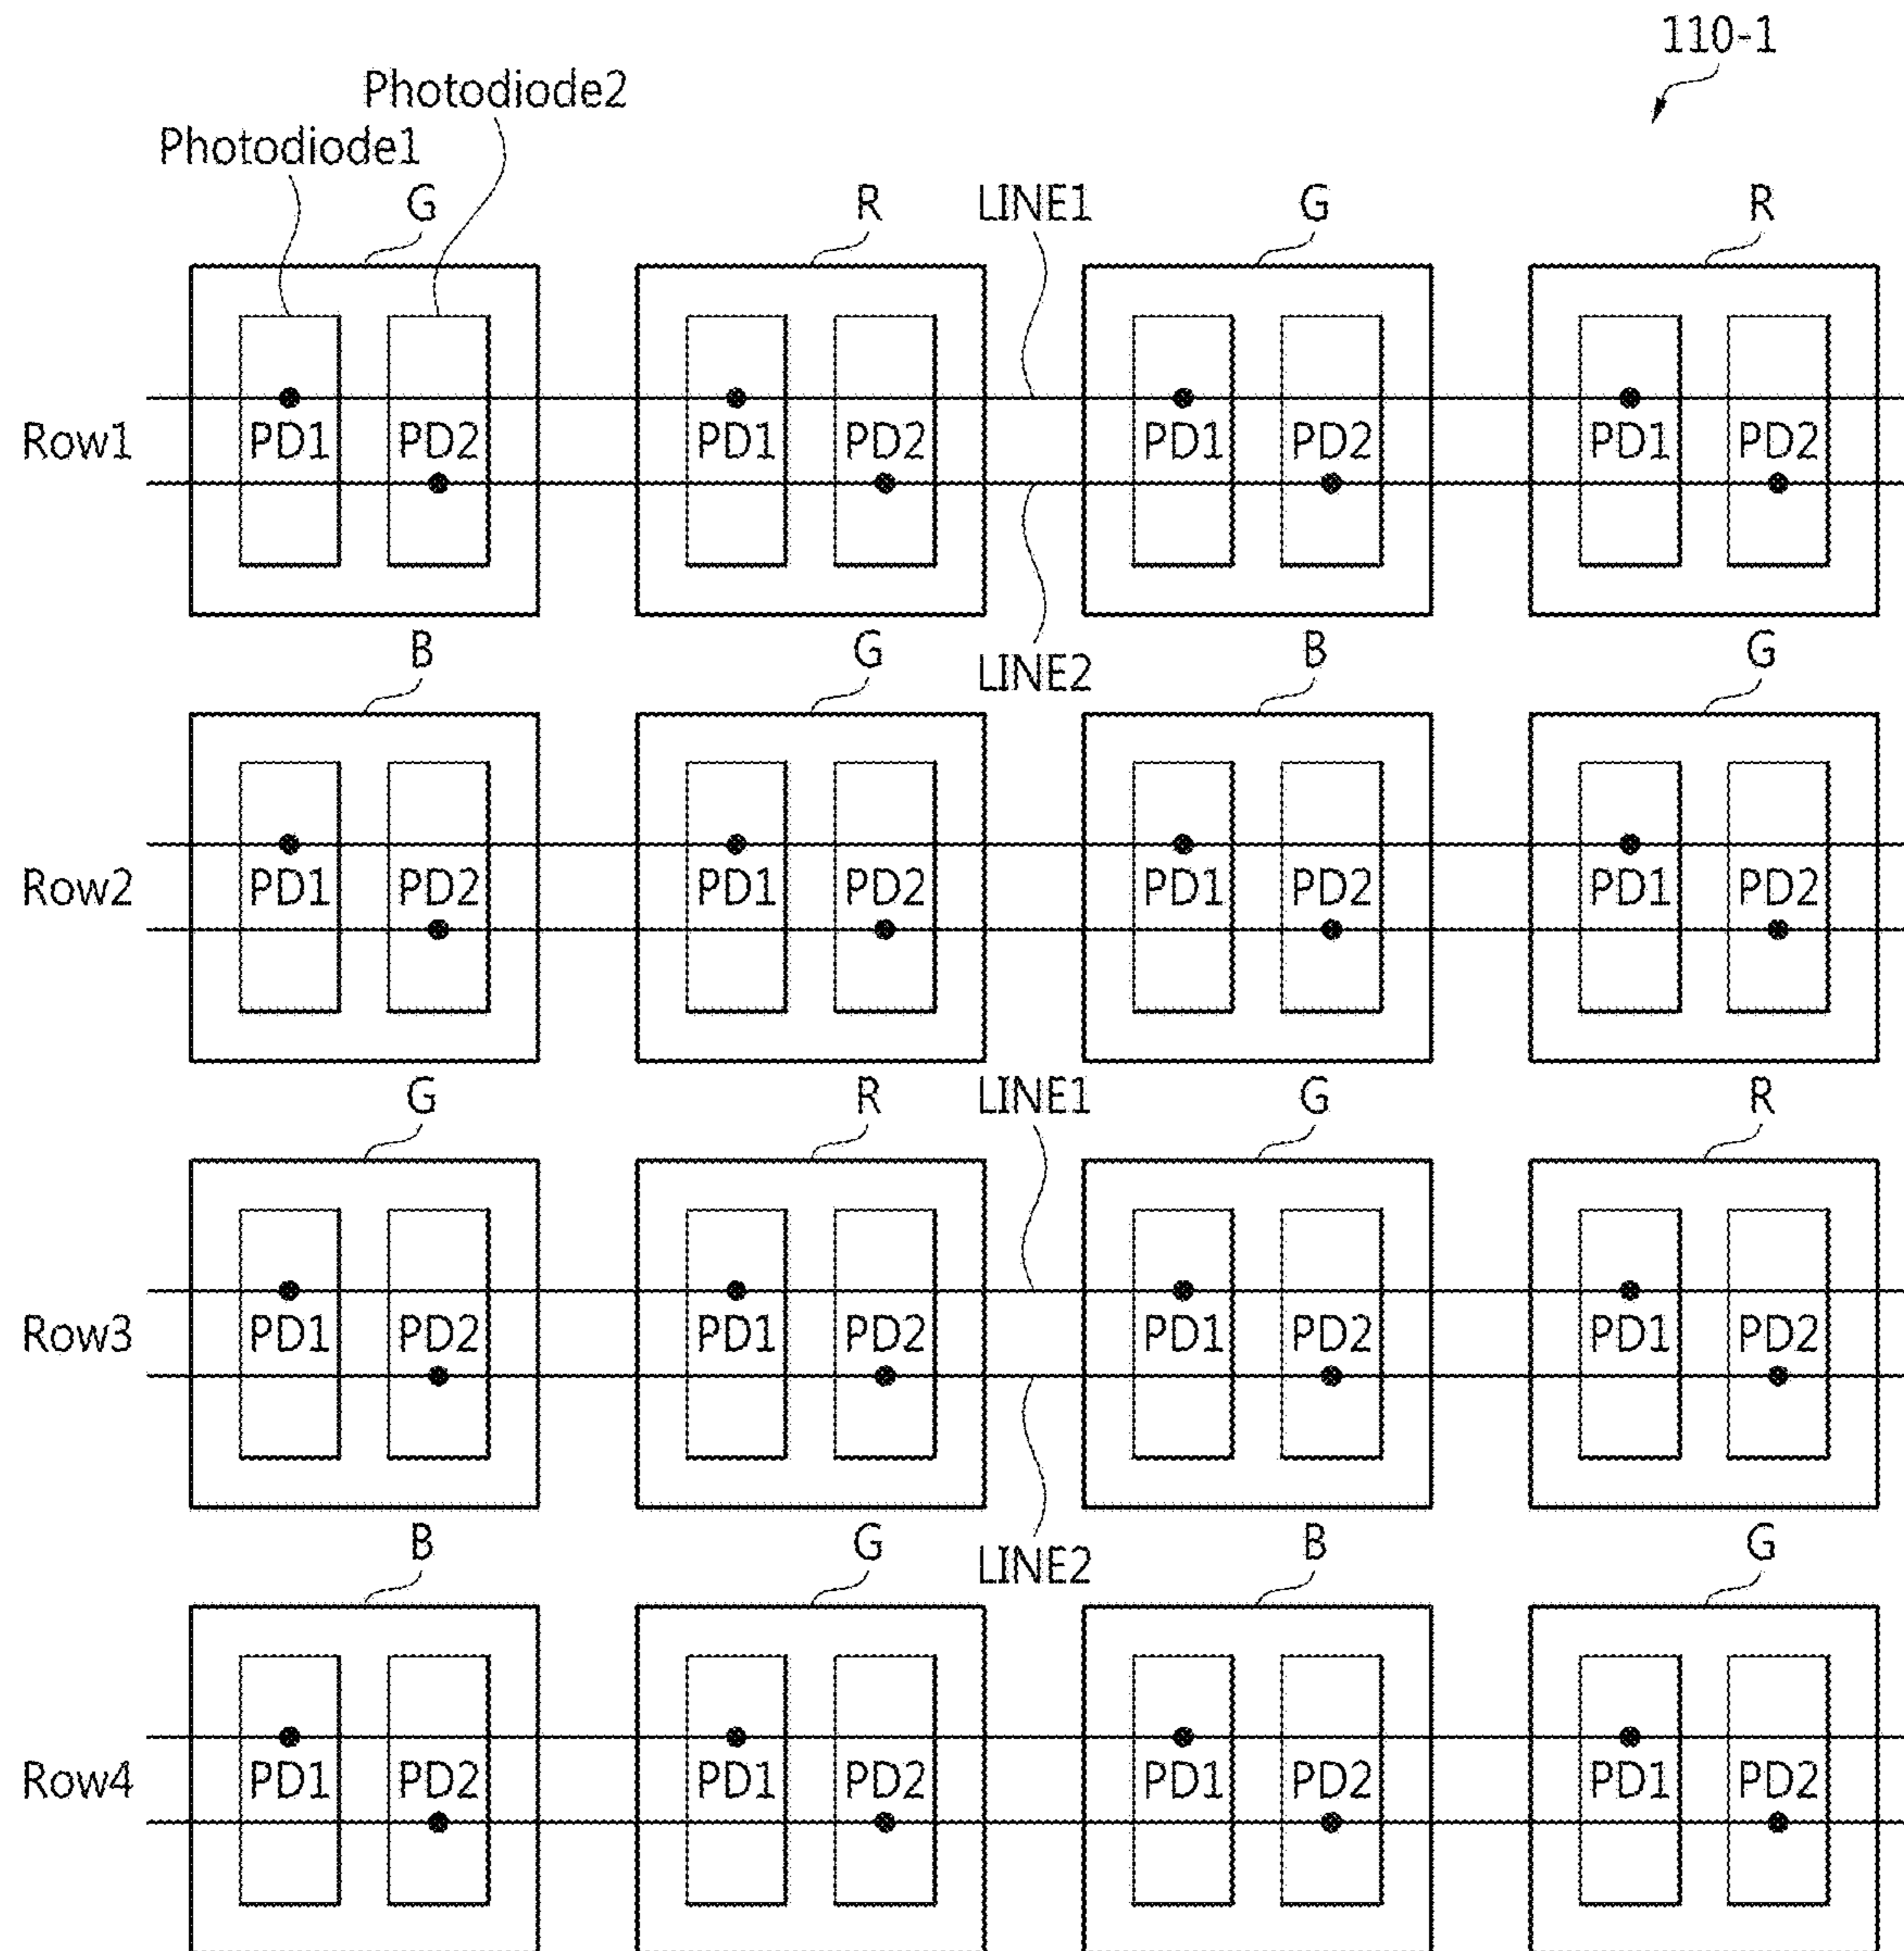 110-1
Photodiode2
Photodiode1
G R LINE1 G R
Row1 PD1 PD2 PD1 PD2 PD1 PD2 PD1 PD2
B G LINE2 B G
Row2 PD1 PD2 PD1 PD2 PD1 PD2 PD1 PD2
G R LINE1 G R
Row3 PD1 PD2 PD1 PD2 PD1 PD2 PD1 PD2
B G LINE2 B G
Row4 PD1 PD2 PD1 PD2 PD1 PD2 PD1 PD2